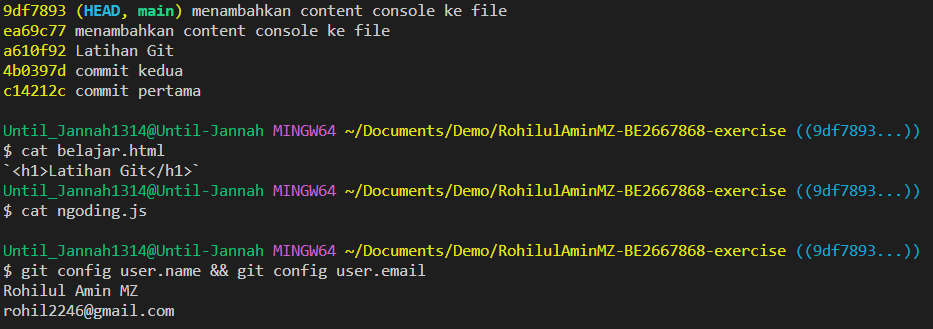 9df7893 (HEAD, main) menambahkan content console ke file
ea69c77 menambahkan content console ke file
a610f92 Latihan Git
4b0397d commit kedua
c14212c commit pertama
Until_Jannah1314@Until-Jannah MINGW64 ~/Documents/Demo/RohilulAminMZ-BE2667868-exercise ((9df7893...))
$ cat belajar.html
`<h1>Latihan Git</h1>`
Until_Jannah1314@Until-Jannah MINGW64 ~/Documents/Demo/RohilulAminMZ-BE2667868-exercise ((9df7893...))
$ cat ngoding.js
Until_Jannah1314@Until-Jannah MINGW64 ~/Documents/Demo/RohilulAminMZ-BE2667868-exercise ((9df7893...))
$ git config user.name && git config user.email
Rohilul Amin MZ
rohil2246@gmail.com